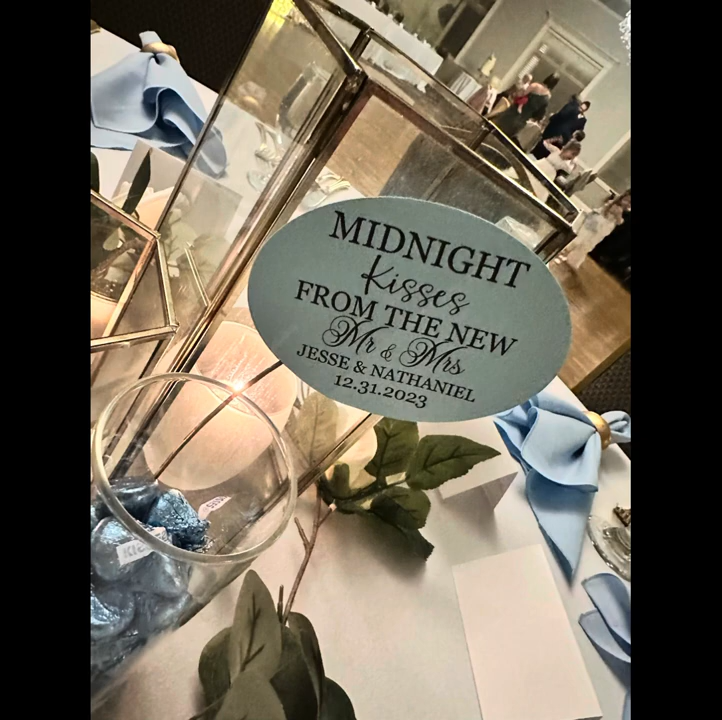 MIDNIGHT
Kisses
FROM THE NEW
Mr & Mrs
JESSE & NATHANIEL
12.31.2023